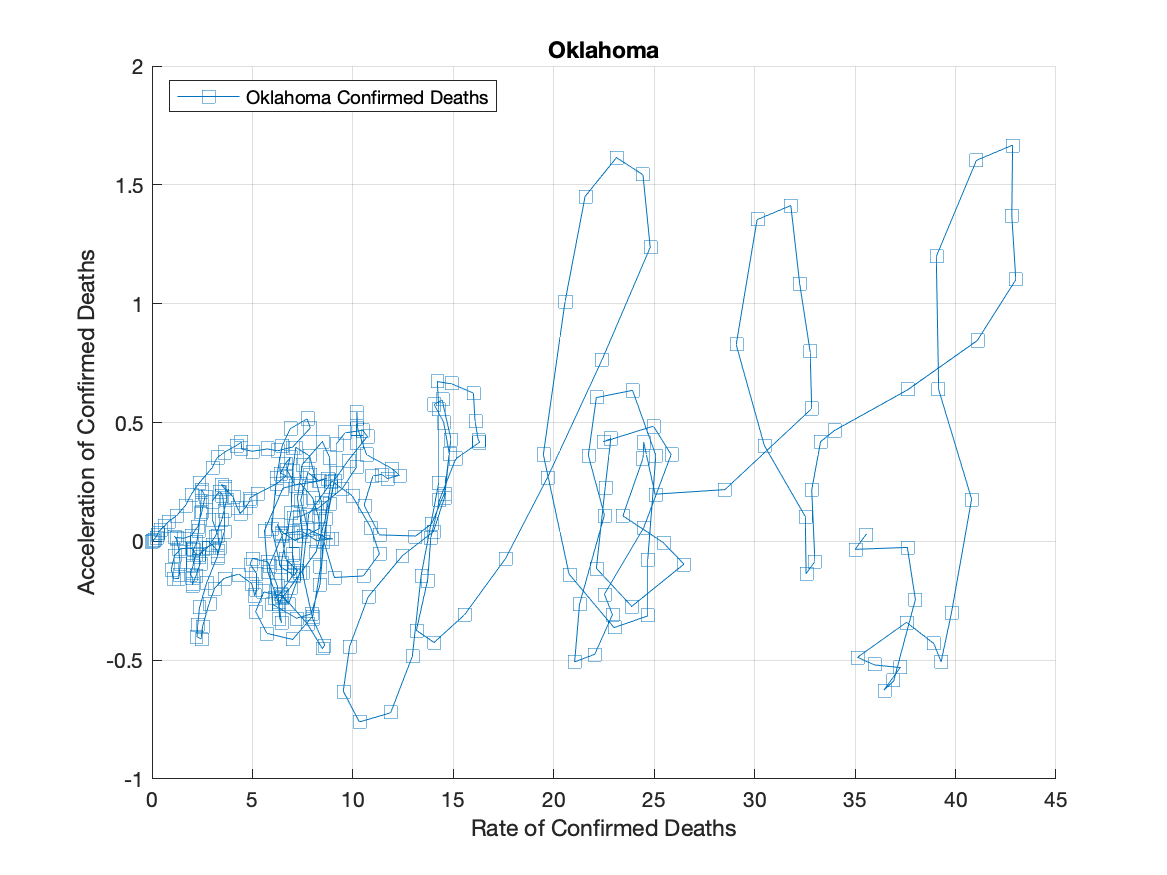 Oklahoma
Oklahoma Confirmed Deaths
2
1.5
1
0.5
0
-0.5
-1
Acceleration of Confirmed Deaths
0 5 10 15 20 25 30 35 40 45
Rate of Confirmed Deaths